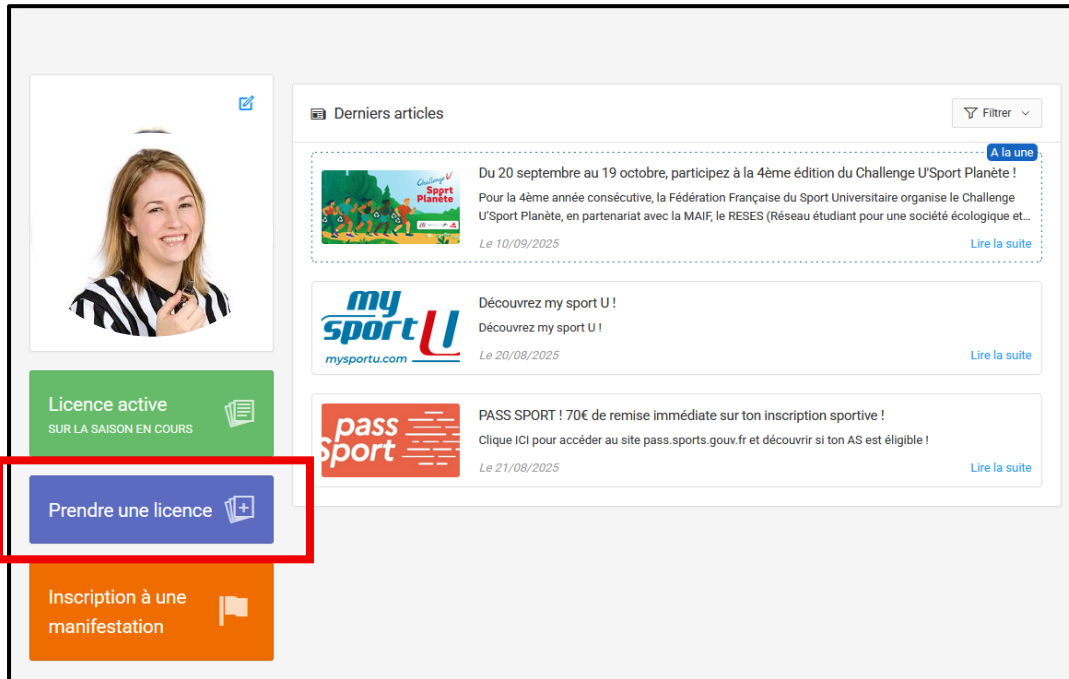 Derniers articles
Filtrer
A la une
Challenge U
Sport
Planète
Du 20 septembre au 19 octobre, participez à la 4ème édition du Challenge U'Sport Planète !
Pour la 4ème année consécutive, la Fédération Française du Sport Universitaire organise le Challenge
U'Sport Planète, en partenariat avec la MAIF, le RESES (Réseau étudiant pour une société écologique et...
Le 10/09/2025
Lire la suite
my
sport U
mysportu.com
Découvrez my sport U !
Découvrez my sport U !
Le 20/08/2025
Lire la suite
pass
Sport
PASS SPORT ! 70€ de remise immédiate sur ton inscription sportive !
Clique ICI pour accéder au site pass.sports.gouv.fr et découvrir si ton AS est éligible !
Le 21/08/2025
Lire la suite
Licence active
SUR LA SAISON EN COURS
Prendre une licence
Inscription à une
manifestation